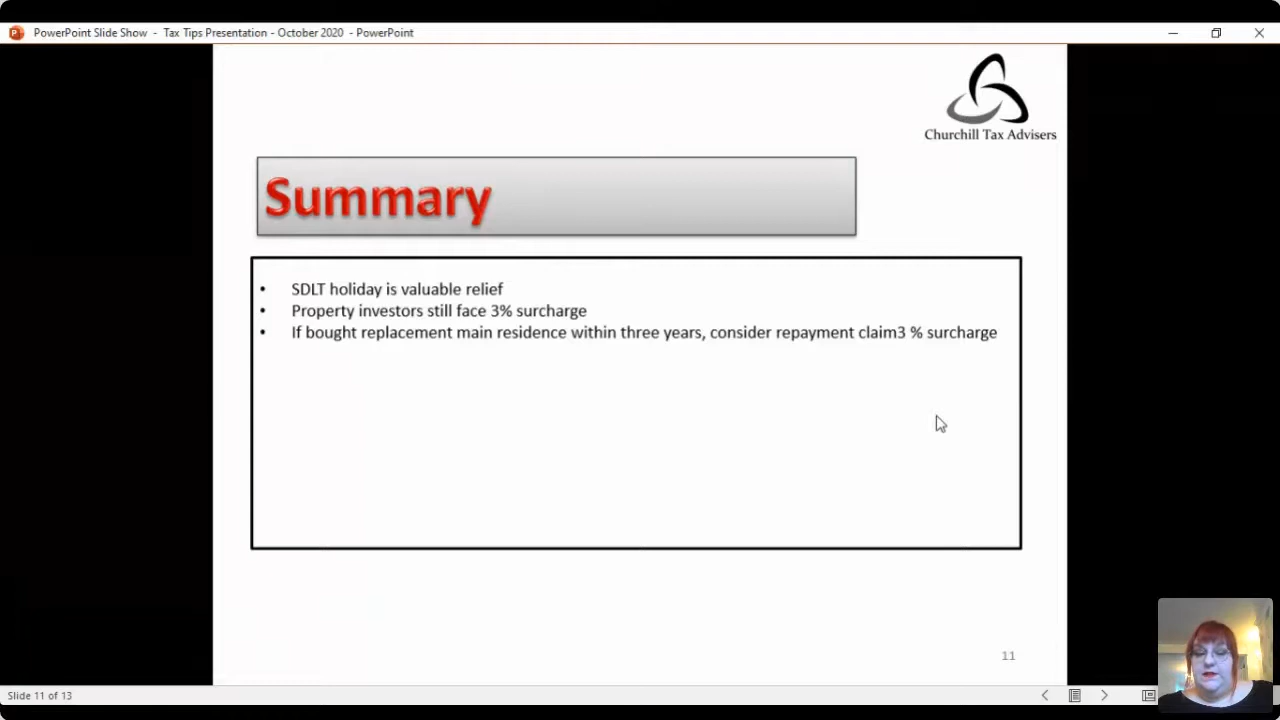 PowerPoint Slide Show - Tax Tips Presentation - October 2020 - PowerPoint
Churchill Tax Advisers
Summary
• SDLT holiday is valuable relief
• Property investors still face 3% surcharge
• If bought replacement main residence within three years, consider repayment claim3 % surcharge
11
Slide 11 of 13